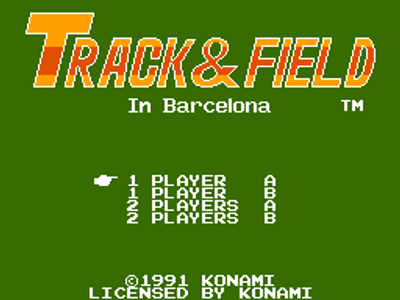 TRACK & FIELD
In Barcelona TM
1 PLAYER A
1 PLAYER B
2 PLAYERS A
2 PLAYERS B
©1991 KONAMI
LICENSED BY KONAMI